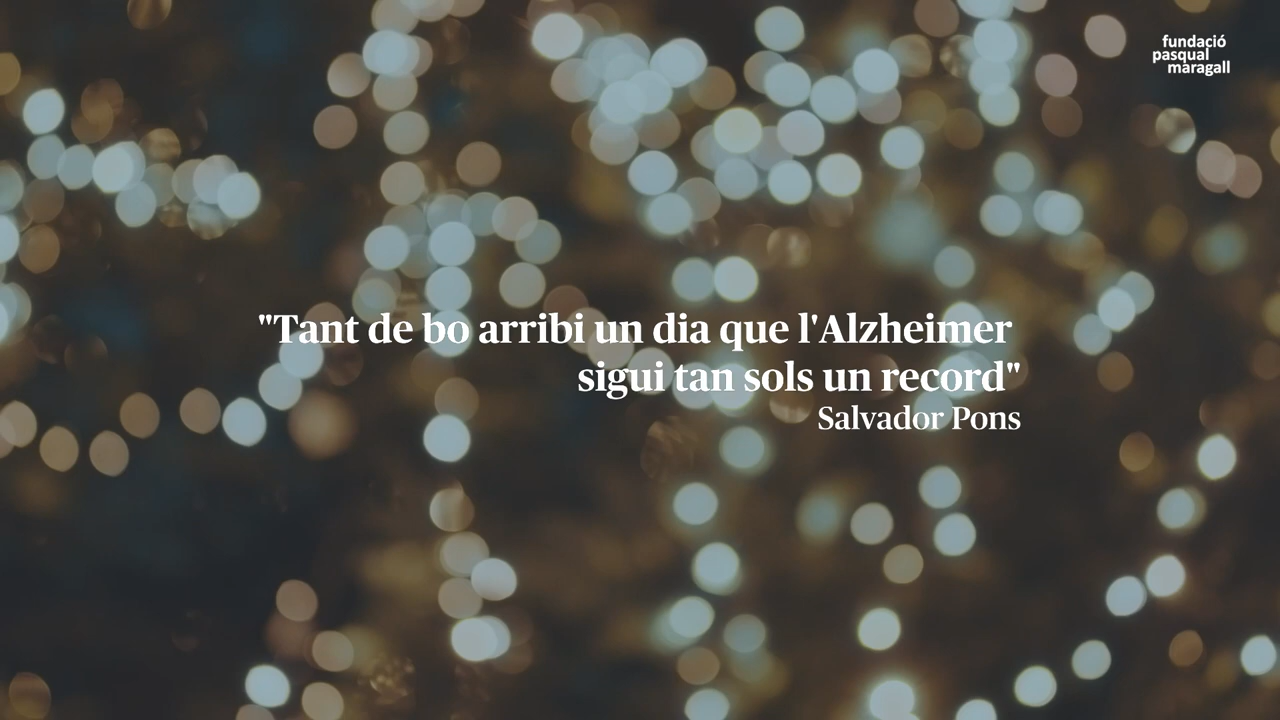 fundació
pasqual
maragall
"Tant de bo arribi un dia que l'Alzheimer
sigui tan sols un record"
Salvador Pons